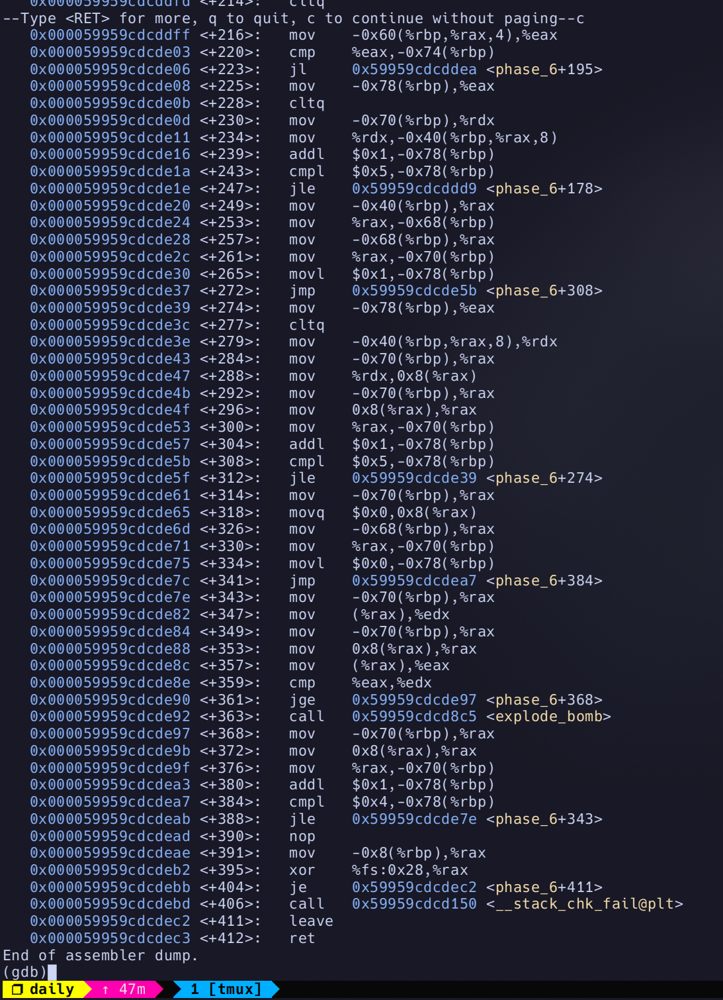 0x000059959cdcddfd <+214>: cltq
--Type <RET> for more, q to quit, c to continue without paging--c
0x000059959cdcddff <+216>: mov -0x60(%rbp,%rax,4),%eax
0x000059959cdcde03 <+220>: cmp %eax,-0x74(%rbp)
0x000059959cdcde06 <+223>: jl 0x59959cdcddea <phase_6+195>
0x000059959cdcde08 <+225>: mov -0x78(%rbp),%eax
0x000059959cdcde0b <+228>: cltq
0x000059959cdcde0d <+230>: mov -0x70(%rbp),%rdx
0x000059959cdcde11 <+234>: mov %rdx,-0x40(%rbp,%rax,8)
0x000059959cdcde16 <+239>: addl $0x1,-0x78(%rbp)
0x000059959cdcde1a <+243>: cmpl $0x5,-0x78(%rbp)
0x000059959cdcde1e <+247>: jle 0x59959cdcddd9 <phase_6+178>
0x000059959cdcde20 <+249>: mov -0x40(%rbp),%rax
0x000059959cdcde24 <+253>: mov %rax,-0x68(%rbp)
0x000059959cdcde28 <+257>: mov -0x68(%rbp),%rax
0x000059959cdcde2c <+261>: mov %rax,-0x70(%rbp)
0x000059959cdcde30 <+265>: movl $0x1,-0x78(%rbp)
0x000059959cdcde37 <+272>: jmp 0x59959cdcde5b <phase_6+308>
0x000059959cdcde39 <+274>: mov -0x78(%rbp),%eax
0x000059959cdcde3c <+277>: cltq
0x000059959cdcde3e <+279>: mov -0x40(%rbp,%rax,8),%rdx
0x000059959cdcde43 <+284>: mov -0x70(%rbp),%rax
0x000059959cdcde47 <+288>: mov %rdx,0x8(%rax)
0x000059959cdcde4b <+292>: mov -0x70(%rbp),%rax
0x000059959cdcde4f <+296>: mov 0x8(%rax),%rax
0x000059959cdcde53 <+300>: mov %rax,-0x70(%rbp)
0x000059959cdcde57 <+304>: addl $0x1,-0x78(%rbp)
0x000059959cdcde5b <+308>: cmpl $0x5,-0x78(%rbp)
0x000059959cdcde5f <+312>: jle 0x59959cdcde39 <phase_6+274>
0x000059959cdcde61 <+314>: mov -0x70(%rbp),%rax
0x000059959cdcde65 <+318>: movq $0x0,0x8(%rax)
0x000059959cdcde6d <+326>: mov -0x68(%rbp),%rax
0x000059959cdcde71 <+330>: mov %rax,-0x70(%rbp)
0x000059959cdcde75 <+334>: movl $0x0,-0x78(%rbp)
0x000059959cdcde7c <+341>: jmp 0x59959cdcdea7 <phase_6+384>
0x000059959cdcde7e <+343>: mov -0x70(%rbp),%rax
0x000059959cdcde82 <+347>: mov (%rax),%edx
0x000059959cdcde84 <+349>: mov -0x70(%rbp),%rax
0x000059959cdcde88 <+353>: mov 0x8(%rax),%rax
0x000059959cdcde8c <+357>: mov (%rax),%eax
0x000059959cdcde8e <+359>: cmp %eax,%edx
0x000059959cdcde90 <+361>: jge 0x59959cdcde97 <phase_6+368>
0x000059959cdcde92 <+363>: call 0x59959cdcd8c5 <explode_bomb>
0x000059959cdcde97 <+368>: mov -0x70(%rbp),%rax
0x000059959cdcde9b <+372>: mov 0x8(%rax),%rax
0x000059959cdcde9f <+376>: mov %rax,-0x70(%rbp)
0x000059959cdcdea3 <+380>: addl $0x1,-0x78(%rbp)
0x000059959cdcdea7 <+384>: cmpl $0x4,-0x78(%rbp)
0x000059959cdcdeab <+388>: jle 0x59959cdcde7e <phase_6+343>
0x000059959cdcdead <+390>: nop
0x000059959cdcdeae <+391>: mov -0x8(%rbp),%rax
0x000059959cdcdeb2 <+395>: xor %fs:0x28,%rax
0x000059959cdcdebb <+404>: je 0x59959cdcdec2 <phase_6+411>
0x000059959cdcdebd <+406>: call 0x59959cdcd150 <__stack_chk_fail@plt>
0x000059959cdcdec2 <+411>: leave
0x000059959cdcdec3 <+412>: ret
End of assembler dump.
(gdb)
daily ↑ 47m 1 [tmux]